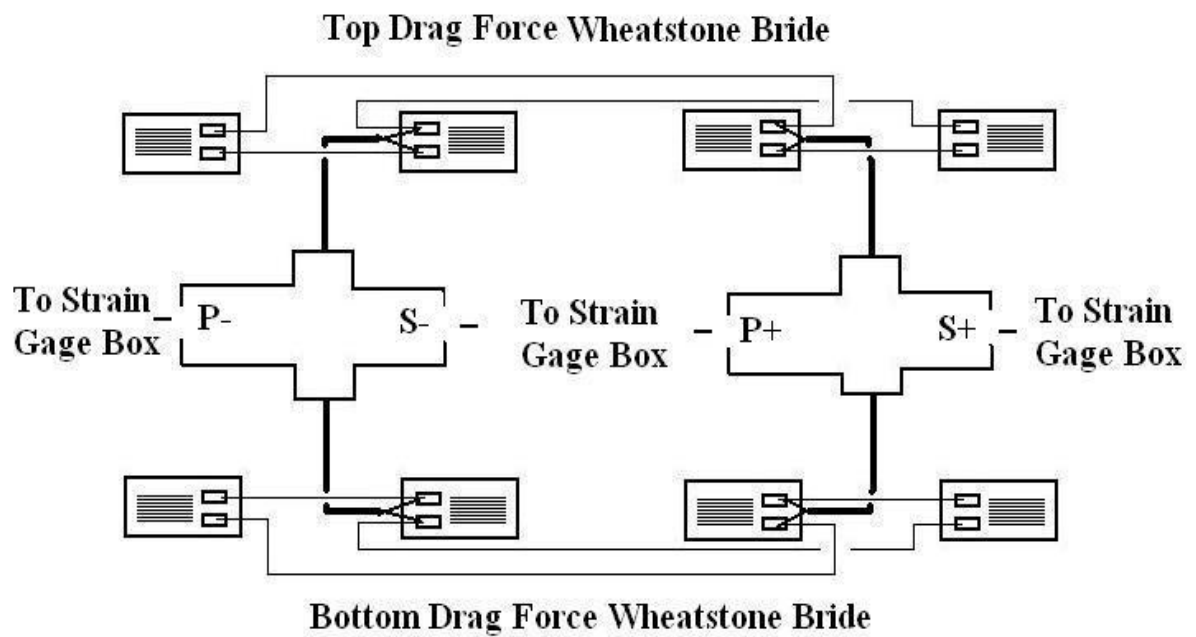 Top Drag Force Wheatstone Bride
To Strain
Gage Box
P-
S-
To Strain
Gage Box
P+
S+
To Strain
Gage Box
Bottom Drag Force Wheatstone Bride